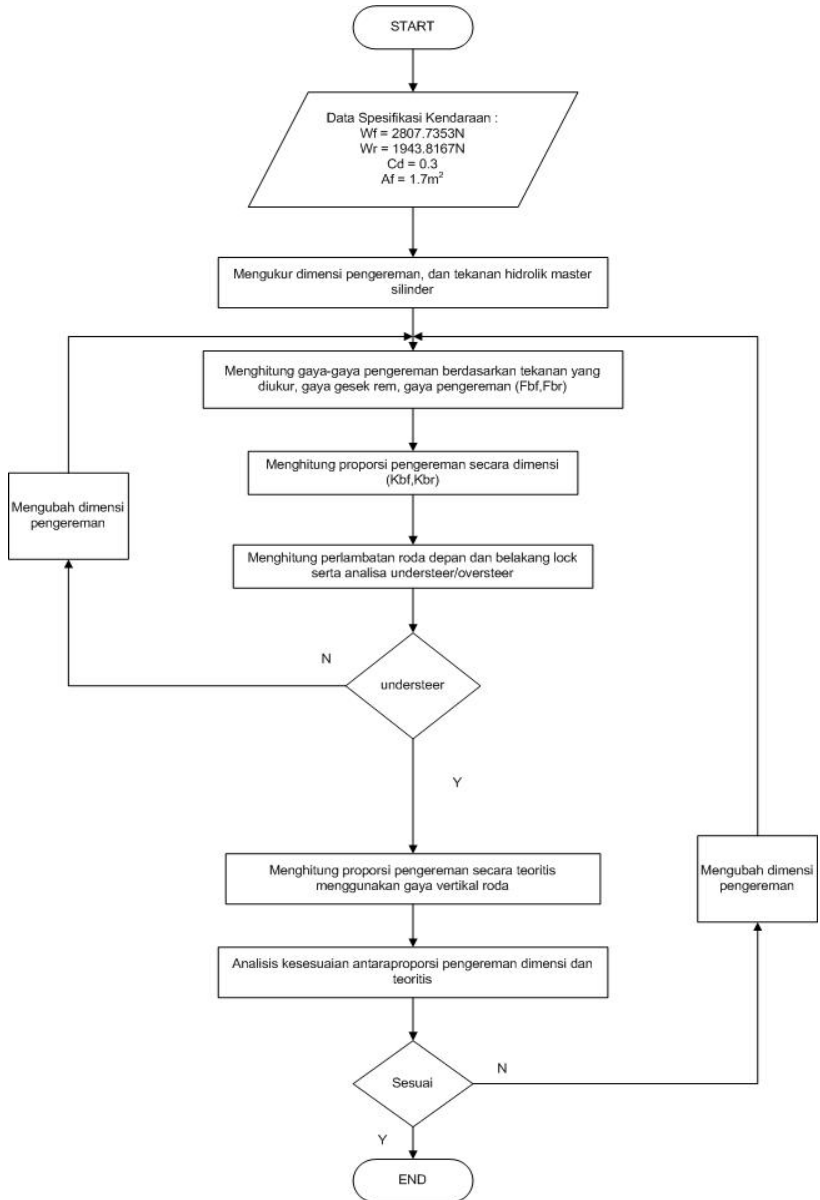 START
Data Spesifikasi Kendaraan :
Wf = 2807.7353N
Wr = 1943.8167N
Cd = 0.3
Af = 1.7m²
Mengukur dimensi pengereman, dan tekanan hidrolik master
silinder
Menghitung gaya-gaya pengereman berdasarkan tekanan yang
diukur, gaya gesek rem, gaya pengereman (Fbf,Fbr)
Menghitung proporsi pengereman secara dimensi
(Kbf,Kbr)
Mengubah dimensi
pengereman
Menghitung perlambatan roda depan dan belakang lock
serta analisa understeer/oversteer
N
understeer
Y
Menghitung proporsi pengereman secara teoritis
menggunakan gaya vertikal roda
Mengubah dimensi
pengereman
Analisis kesesuaian antaraproporsi pengereman dimensi dan
teoritis
Sesuai
N
Y
END